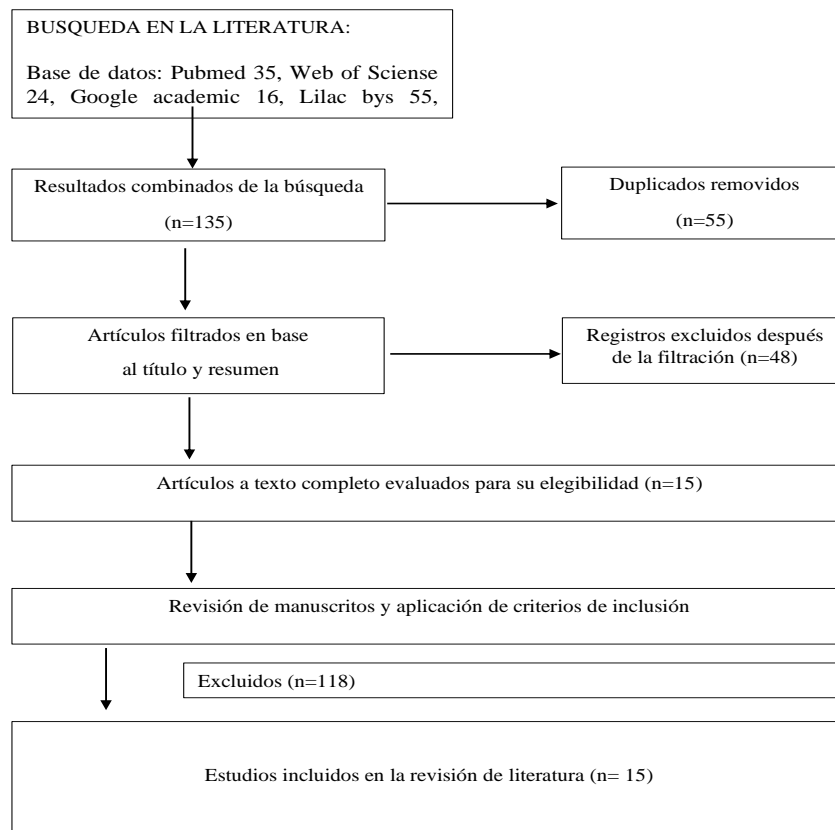 BUSQUEDA EN LA LITERATURA:
Base de datos: Pubmed 35, Web of Sciense
24, Google academic 16, Lilac bys 55,
Resultados combinados de la búsqueda
(n=135)
Duplicados removidos
(n=55)
Artículos filtrados en base
al título y resumen
Registros excluidos después
de la filtración (n=48)
Artículos a texto completo evaluados para su elegibilidad (n=15)
Revisión de manuscritos y aplicación de criterios de inclusión
Excluidos (n=118)
Estudios incluidos en la revisión de literatura (n= 15)